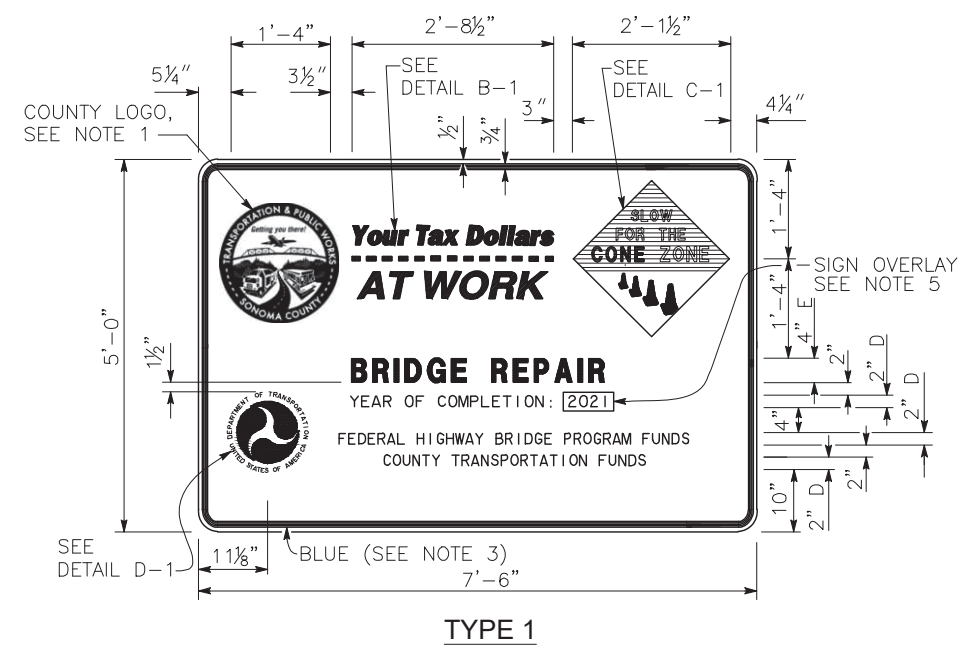 1'-4"
2'-8½"
2'-1½"
5¼"
3½"
SEE
DETAIL B-1
SEE
DETAIL C-1
3"
4¼"
COUNTY LOGO,
SEE NOTE 1
½"
¾"
TRANSPORTATION & PUBLIC WORKS
Getting you there!
SONOMA COUNTY
Your Tax Dollars
AT WORK
SLOW
FOR THE
CONE ZONE
1'-4"
SIGN OVERLAY
SEE NOTE 5
1'-4"
4" E
5'-0"
1½"
BRIDGE REPAIR
YEAR OF COMPLETION: 2021
2"
2" D
2" D
4"
DEPARTMENT OF TRANSPORTATION
UNITED STATES OF AMERICA
FEDERAL HIGHWAY BRIDGE PROGRAM FUNDS
COUNTY TRANSPORTATION FUNDS
2"
10"
2" D
SEE
DETAIL D-1
11⅛"
BLUE (SEE NOTE 3)
7'-6"
TYPE 1